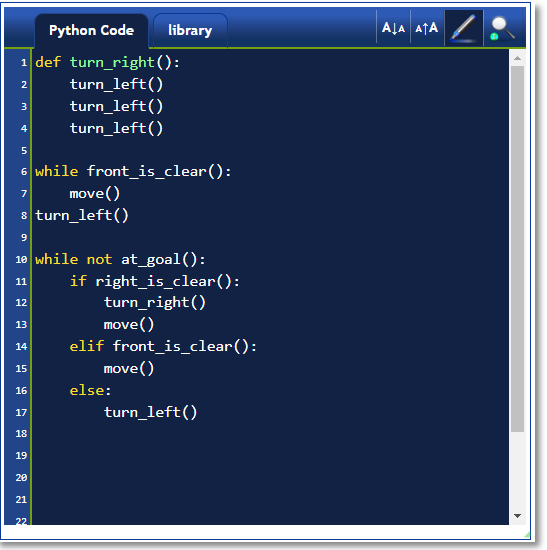 Python Code library A↓A A↑A
1 def turn_right():
2     turn_left()
3     turn_left()
4     turn_left()
5
6 while front_is_clear():
7     move()
8 turn_left()
9
10 while not at_goal():
11     if right_is_clear():
12         turn_right()
13         move()
14     elif front_is_clear():
15         move()
16     else:
17         turn_left()
18
19
20
21
22